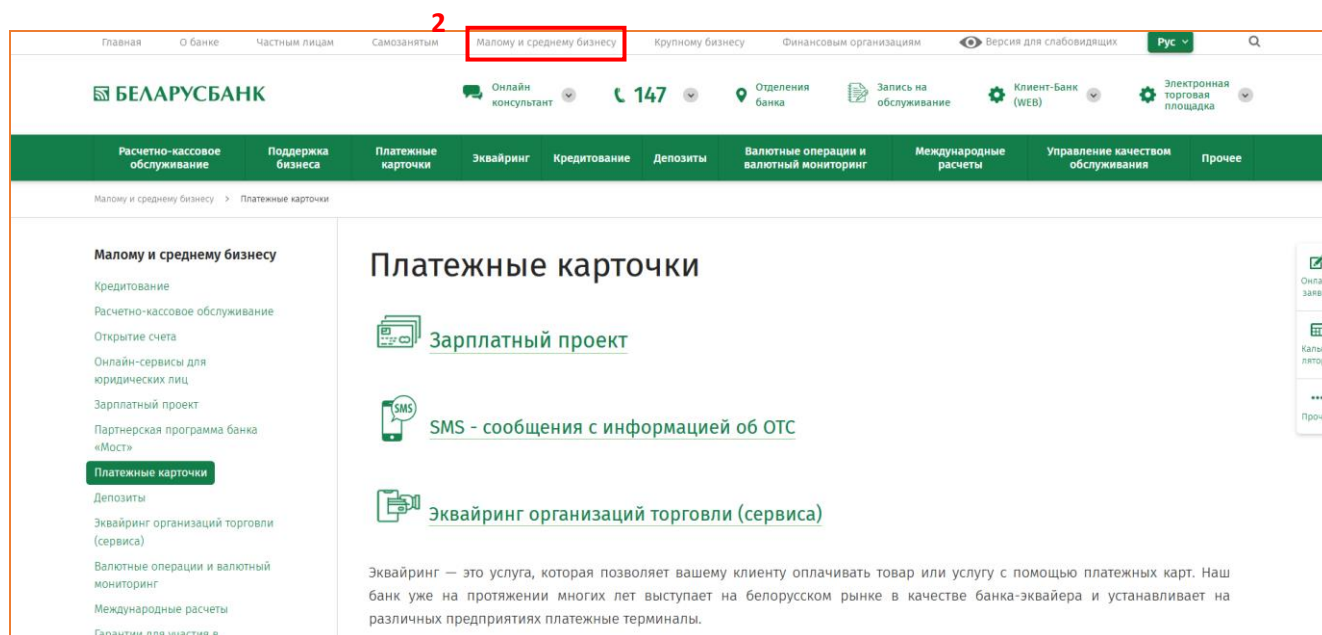 2
Главная О банке Частным лицам Самозанятым Малому и среднему бизнесу Крупному бизнесу Финансовым организациям Версия для слабовидящих Рус
БЕЛАРУСБАНК
Онлайн консультант
147
Отделения банка
Запись на обслуживание
Клиент-Банк (WEB)
Электронная торговая площадка
Расчетно-кассовое обслуживание
Поддержка бизнеса
Платежные карточки
Эквайринг
Кредитование
Депозиты
Валютные операции и валютный мониторинг
Международные расчеты
Управление качеством обслуживания
Прочее
Малому и среднему бизнесу > Платежные карточки
Малому и среднему бизнесу
Кредитование
Расчетно-кассовое обслуживание
Открытие счета
Онлайн-сервисы для
юридических лиц
Зарплатный проект
Партнерская программа банка
«Мост»
Платежные карточки
Депозиты
Эквайринг организаций торговли
(сервиса)
Валютные операции и валютный
мониторинг
Международные расчеты
Гарантии для участия в
Платежные карточки
Зарплатный проект
SMS
SMS - сообщения с информацией об ОТС
Эквайринг организаций торговли (сервиса)
Эквайринг — это услуга, которая позволяет вашему клиенту оплачивать товар или услугу с помощью платежных карт. Наш
банк уже на протяжении многих лет выступает на белорусском рынке в качестве банка-эквайера и устанавливает на
различных предприятиях платежные терминалы.